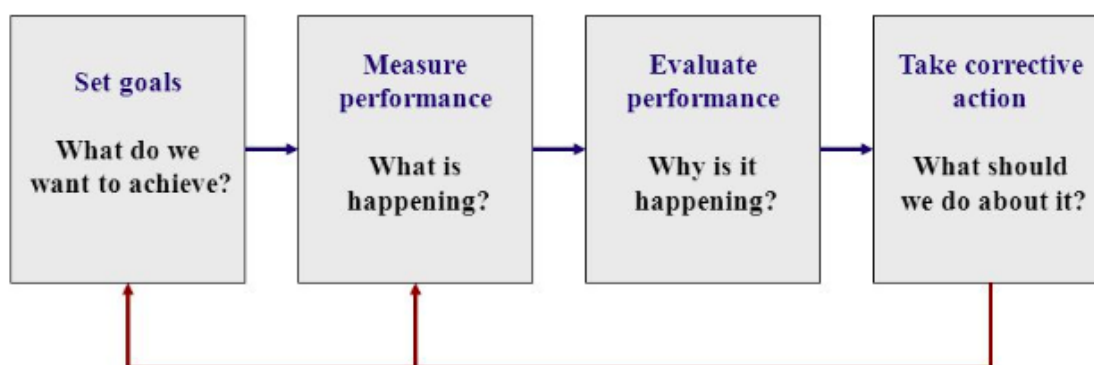 Set goals
What do we
want to achieve?
Measure
performance
What is
happening?
Evaluate
performance
Why is it
happening?
Take corrective
action
What should
we do about it?